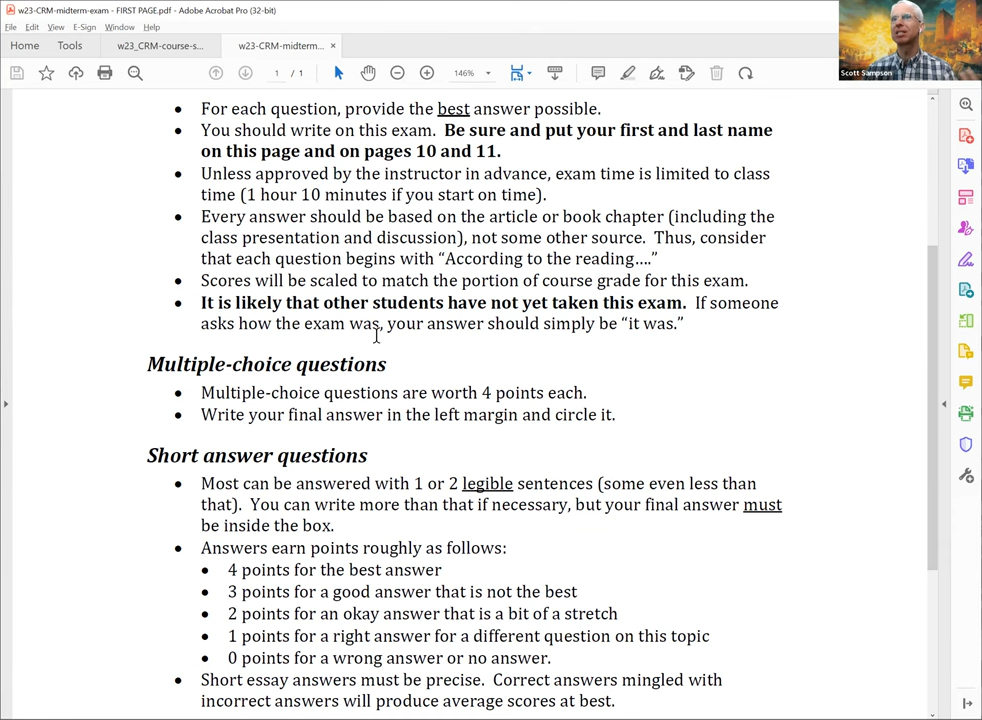 w23-CRM-midterm-exam - FIRST PAGE.pdf - Adobe Acrobat Pro (32-bit)
File Edit View E-Sign Window Help
Home Tools w23_CRM-course-s... w23-CRM-midterm... ×
1 / 1 146%
Scott Sampson
• For each question, provide the best answer possible.
• You should write on this exam. Be sure and put your first and last name
on this page and on pages 10 and 11.
• Unless approved by the instructor in advance, exam time is limited to class
time (1 hour 10 minutes if you start on time).
• Every answer should be based on the article or book chapter (including the
class presentation and discussion), not some other source. Thus, consider
that each question begins with “According to the reading….”
• Scores will be scaled to match the portion of course grade for this exam.
• It is likely that other students have not yet taken this exam. If someone
asks how the exam was, your answer should simply be “it was.”
Multiple-choice questions
• Multiple-choice questions are worth 4 points each.
• Write your final answer in the left margin and circle it.
Short answer questions
• Most can be answered with 1 or 2 legible sentences (some even less than
that). You can write more than that if necessary, but your final answer must
be inside the box.
• Answers earn points roughly as follows:
• 4 points for the best answer
• 3 points for a good answer that is not the best
• 2 points for an okay answer that is a bit of a stretch
• 1 points for a right answer for a different question on this topic
• 0 points for a wrong answer or no answer.
• Short essay answers must be precise. Correct answers mingled with
incorrect answers will produce average scores at best.